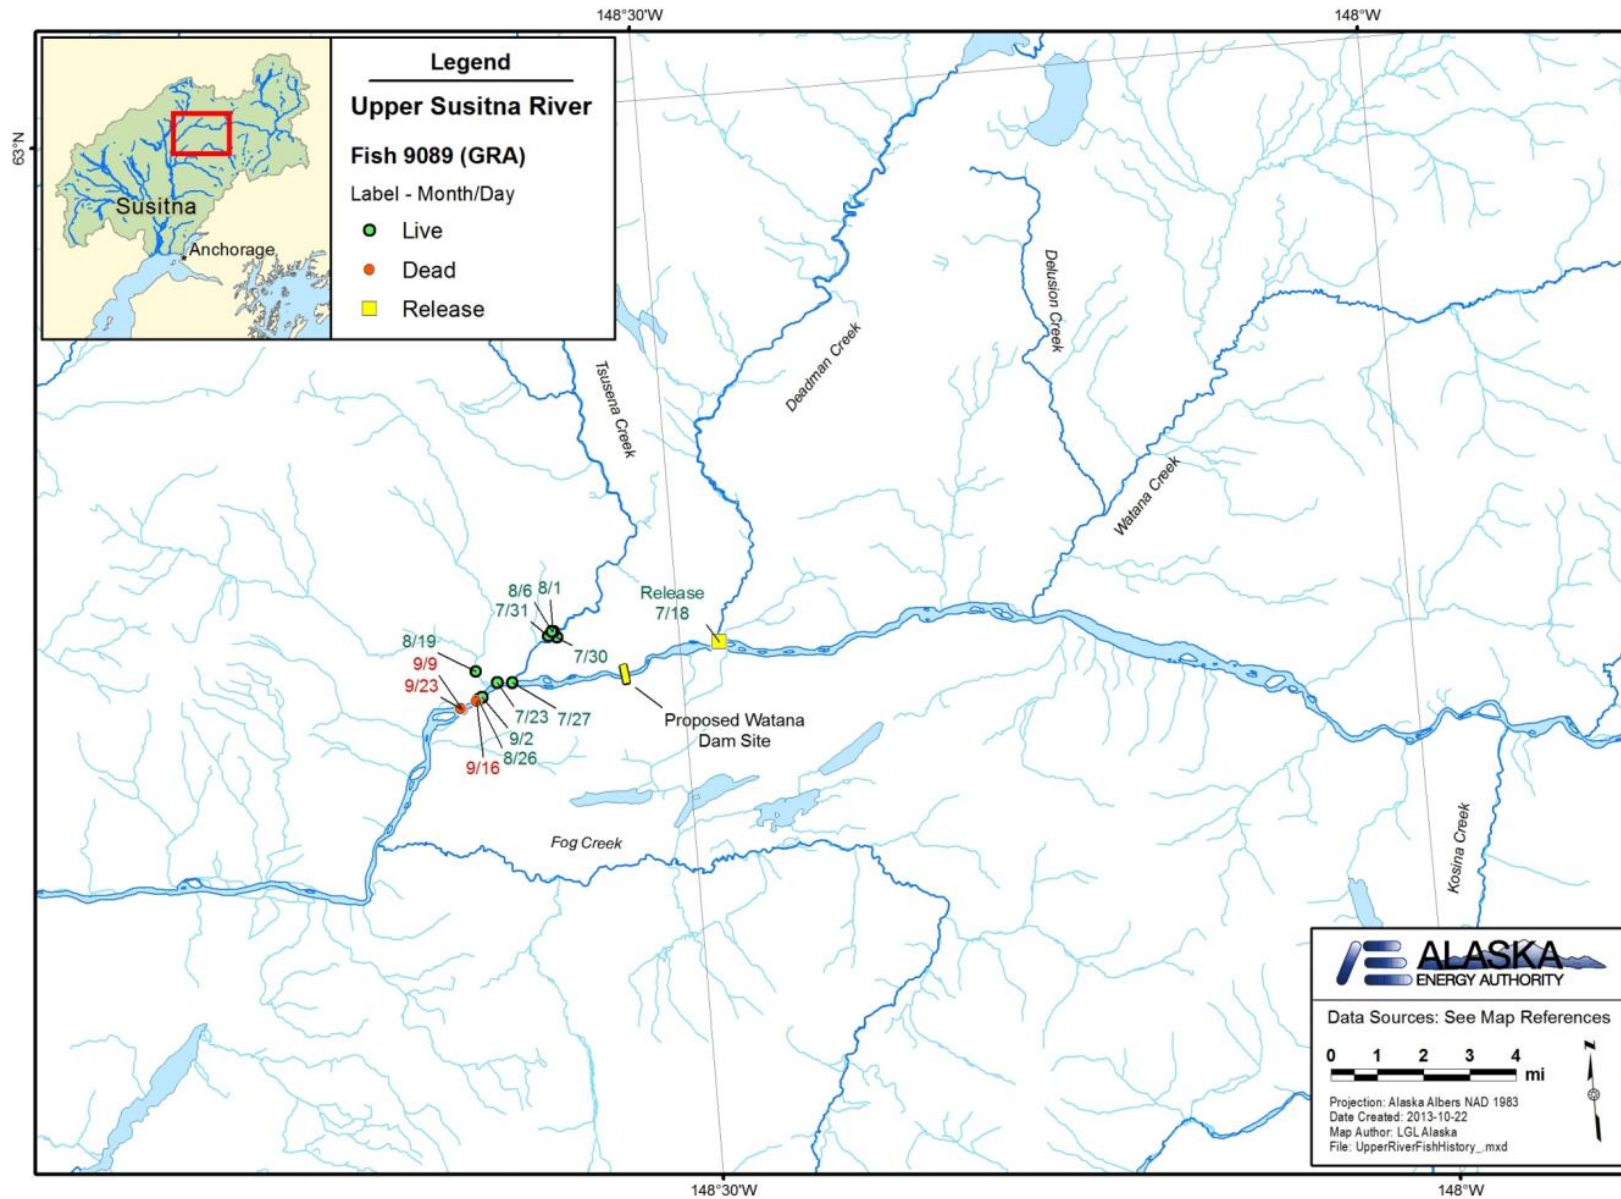 148°30'W
148°W
63°N
Legend
Upper Susitna River
Fish 9089 (GRA)
Label - Month/Day
Live
Dead
Release
Susitna
Anchorage
Tsusena Creek
Deadman Creek
Delusion Creek
Watana Creek
8/6
8/1
7/31
7/30
Release
7/18
8/19
9/9
9/23
7/23
7/27
9/2
8/26
9/16
Proposed Watana
Dam Site
Fog Creek
Kosina Creek
ALASKA
ENERGY AUTHORITY
Data Sources: See Map References
0 1 2 3 4
mi
N
Projection: Alaska Albers NAD 1983
Date Created: 2013-10-22
Map Author: LGL Alaska
File: UpperRiverFishHistory_.mxd
148°30'W
148°W